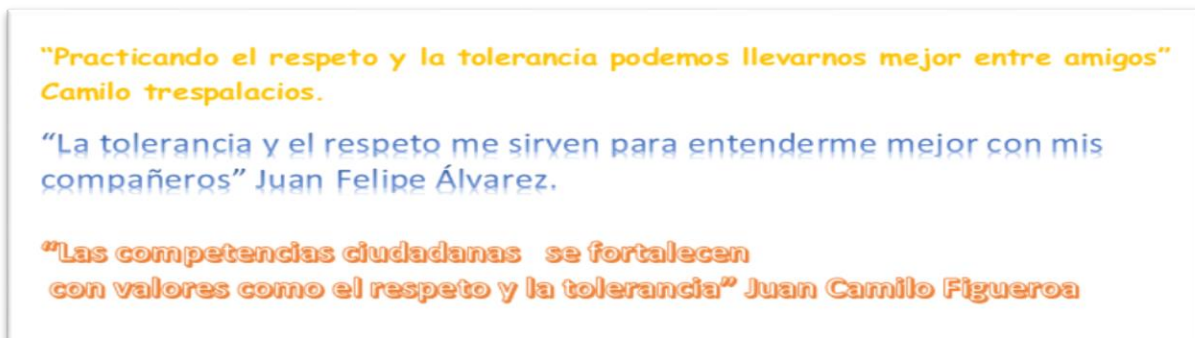 “Practicando el respeto y la tolerancia podemos llevarnos mejor entre amigos”
Camilo trespalacios.
“La tolerancia y el respeto me sirven para entenderme mejor con mis
compañeros” Juan Felipe Álvarez.
“Las competencias ciudadanas se fortalecen
con valores como el respeto y la tolerancia” Juan Camilo Figueroa